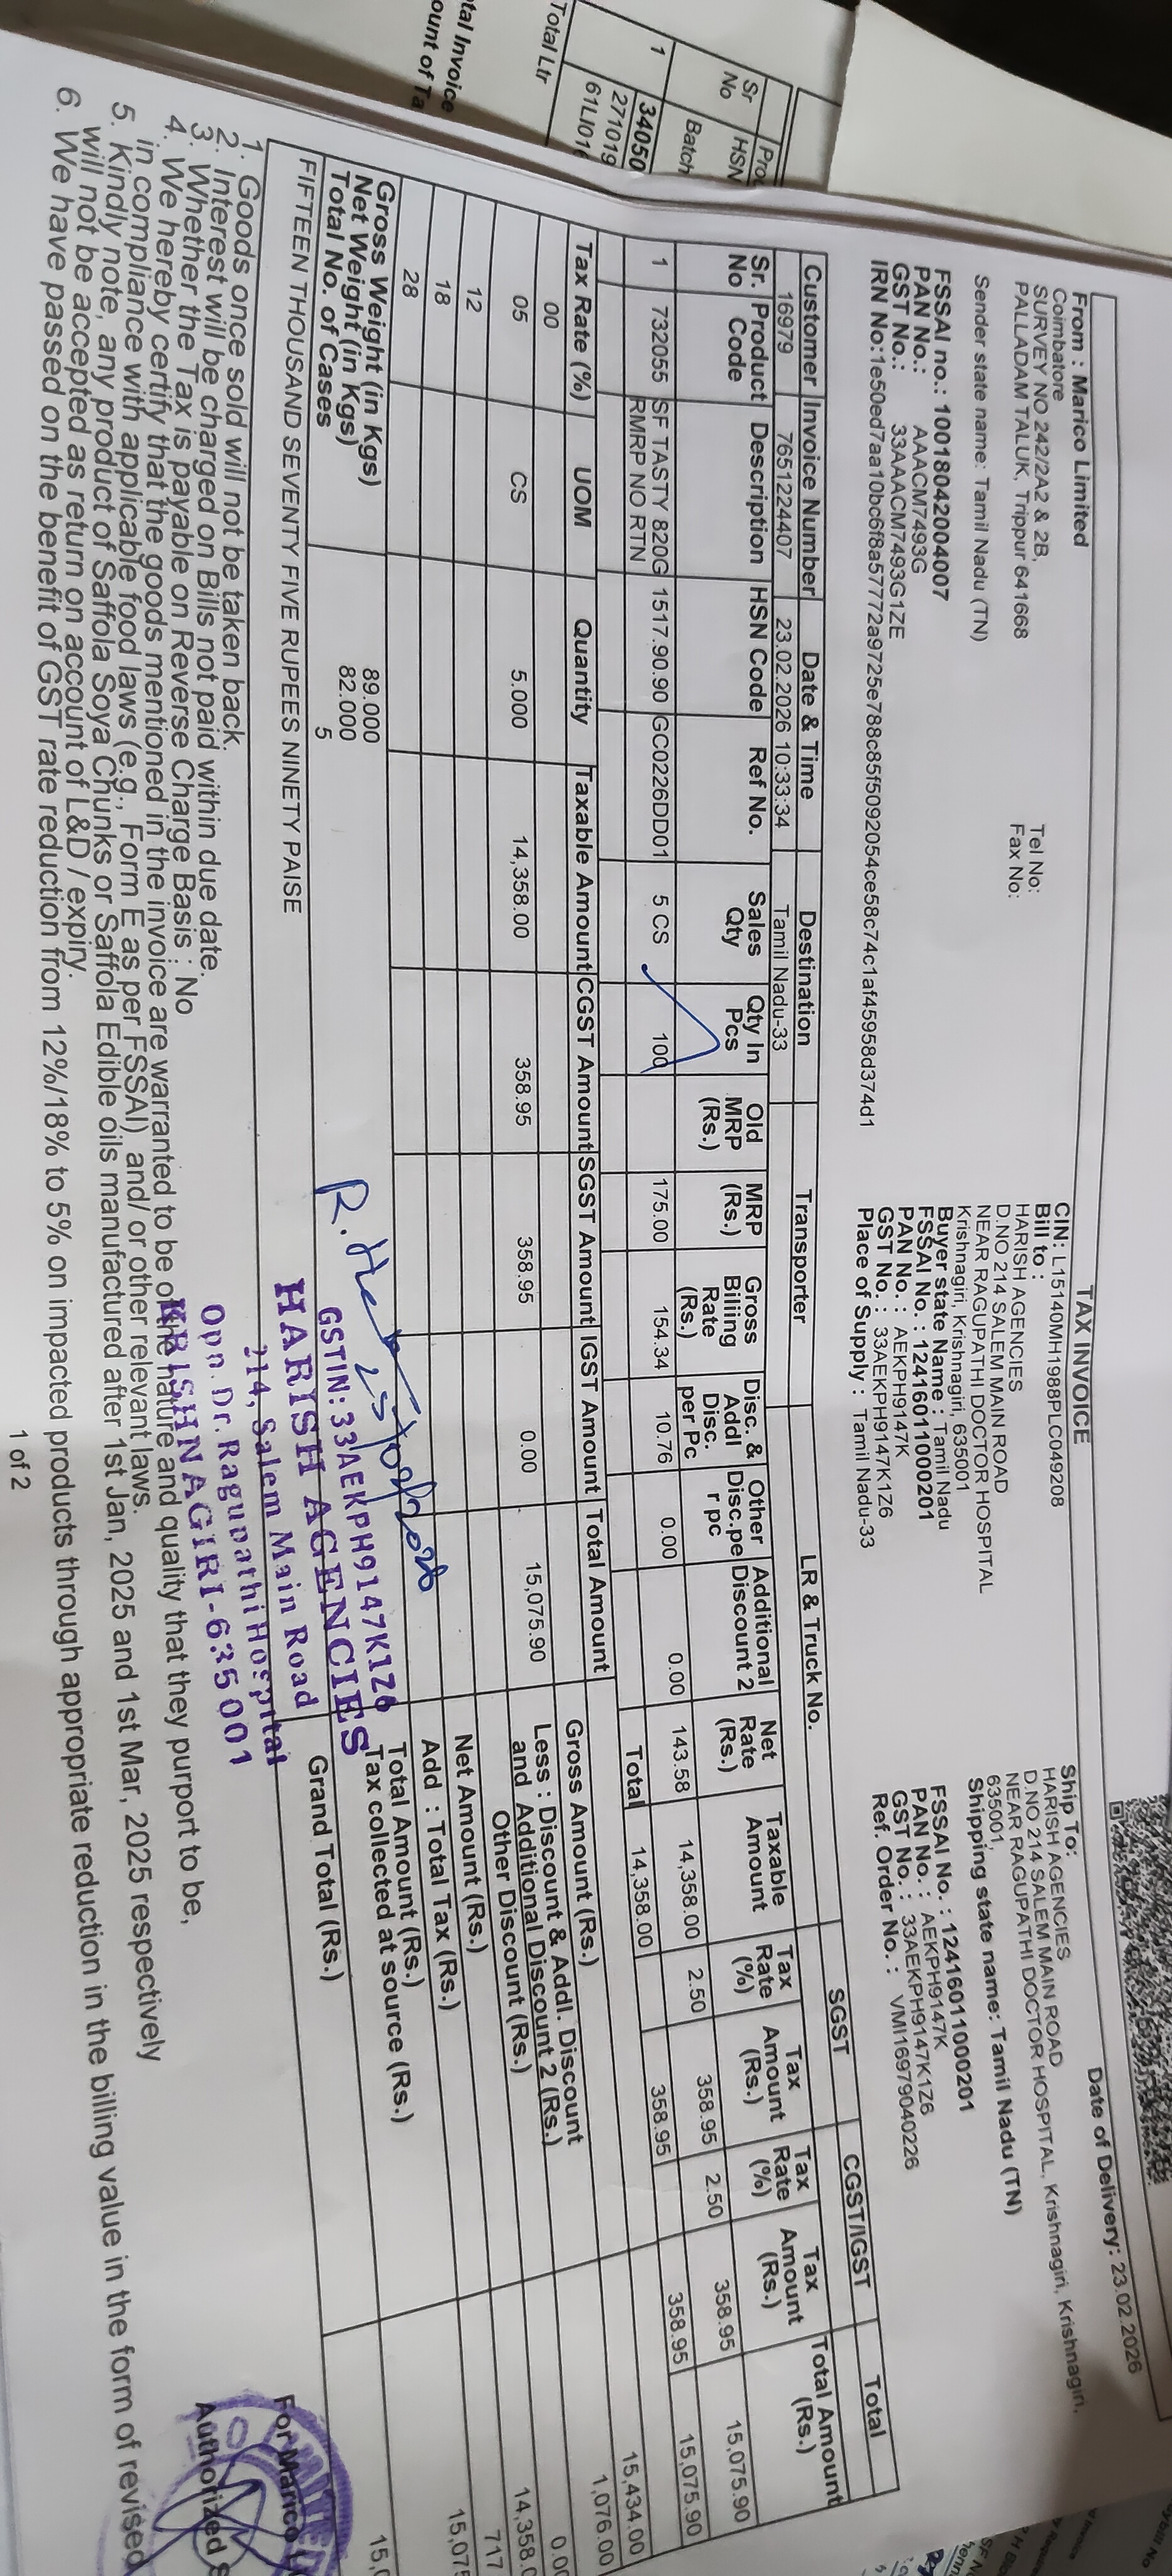 TAX INVOICE
Date of Delivery: 23.02.2026
From : Marico Limited
Coimbatore
SURVEY NO 242/2A2 & 2B,
PALLADAM TALUK, Trippur 641668
Tel No:
Fax No:
Sender state name: Tamil Nadu (TN)
FSSAI no.: 10018042004007
PAN No.: AAACM7493G
GST No.: 33AAACM7493G1ZE
IRN No:1e50ed7aa10bc6f8a57772a9725e788c85f5092054ce58c74c1af45958d374d1
CIN: L15140MH1988PLC049208
Bill to :
HARISH AGENCIES
D.NO 214 SALEM MAIN ROAD
NEAR RAGUPATHI DOCTOR HOSPITAL
Krishnagiri, Krishnagiri, 635001
Buyer state Name : Tamil Nadu
FSSAI No. : 12416011000201
PAN No. : AEKPH9147K
GST No. : 33AEKPH9147K1Z6
Place of Supply : Tamil Nadu-33
Ship To:
HARISH AGENCIES
D.NO 214 SALEM MAIN ROAD
NEAR RAGUPATHI DOCTOR HOSPITAL, Krishnagiri, Krishnagiri,
635001,
Shipping state name: Tamil Nadu (TN)
FSSAI No. : 12416011000201
PAN No. : AEKPH9147K
GST No. : 33AEKPH9147K1Z6
Ref. Order No. : VMI16979040226
Customer Invoice Number Date & Time Destination Transporter LR & Truck No. SGST CGST/IGST Total
16979 7651224407 23.02.2026 10:33:34 Tamil Nadu-33
Sr. No Product Code Description HSN Code Ref No. Sales Qty Qty In Pcs Old MRP (Rs.) MRP (Rs.) Gross Billing Rate (Rs.) Disc. & Addl Disc. per Pc Other Disc.pe r pc Additional Discount 2 Net Rate (Rs.) Taxable Amount Tax Rate (%) Tax Amount (Rs.) Tax Rate (%) Tax Amount (Rs.) Total Amount (Rs.)
1 732055 SF TASTY 820G 1517.90.90 GC0226DD01 5 CS 100 175.00 154.34 10.76 0.00 0.00 143.58 14,358.00 2.50 358.95 2.50 358.95 15,075.90
RMRP NO RTN
Total 14,358.00 358.95 358.95 15,075.90
Tax Rate (%) UOM Quantity Taxable Amount CGST Amount SGST Amount IGST Amount Total Amount
00
05 CS 5.000 14,358.00 358.95 358.95 0.00 15,075.90
12
18
28
Gross Amount (Rs.) 15,434.00
Less : Discount & Addl. Discount 1,076.00
and Additional Discount 2 (Rs.)
Other Discount (Rs.) 0.00
Net Amount (Rs.) 14,358.0
Add : Total Tax (Rs.) 717
Total Amount (Rs.) 15,075
Tax collected at source (Rs.)
Grand Total (Rs.) 15,0
Gross Weight (in Kgs) 89.000
Net Weight (in Kgs) 82.000
Total No. of Cases 5
FIFTEEN THOUSAND SEVENTY FIVE RUPEES NINETY PAISE
GSTIN: 33AEKPH9147K1Z6
HARISH AGENCIES
214, Salem Main Road
Opp. Dr. Ragupathi Hospital
KRISHNAGIRI-635001
1. Goods once sold will not be taken back.
2. Interest will be charged on Bills not paid within due date.
3. Whether the Tax is payable on Reverse Charge Basis : No
4. We hereby certify that the goods mentioned in the invoice are warranted to be of the nature and quality that they purport to be,
in compliance with applicable food laws (e.g., Form E as per FSSAI) and/ or other relevant laws.
5. Kindly note, any product of Saffola Soya Chunks or Saffola Edible oils manufactured after 1st Jan, 2025 and 1st Mar, 2025 respectively
will not be accepted as return on account of L&D / expiry.
6. We have passed on the benefit of GST rate reduction from 12%/18% to 5% on impacted products through appropriate reduction in the billing value in the form of revised
For Marico L
Authorized S
1 of 2
Sr No
HSN
Batch
1
34050
271019
61LI016
Total Ltr
tal Invoice
ount of Ta